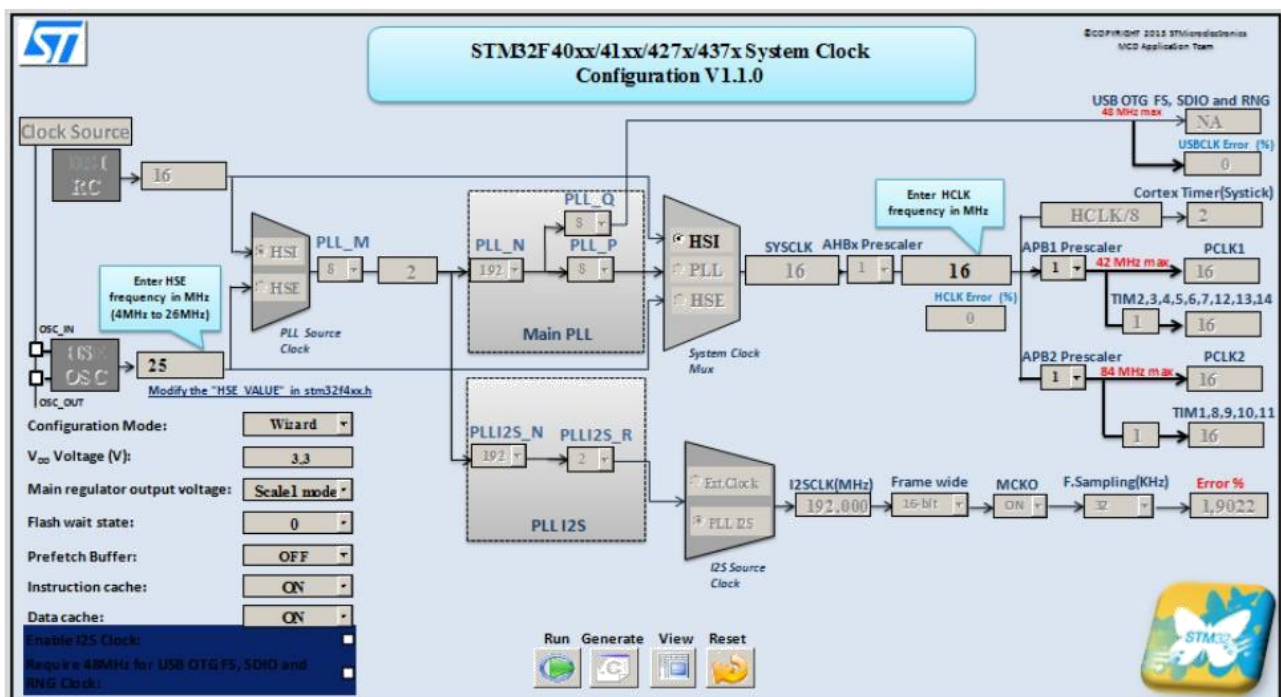 ST
STM32F40xx/41xx/427x/437x System Clock
Configuration V1.1.0
©COPYRIGHT 2013 STMicroelectronics
MCD Application Team
USB OTG FS, SDIO and RNG
48 MHz max
NA
USBCLK Error (%)
0
Clock Source
RC
16
Enter HCLK
frequency in MHz
Cortex Timer(Systick)
HCLK/8
2
PLL_Q
8
PLL_M
HSI
HSE
8
2
PLL Source
Clock
PLL_N
192
PLL_P
8
Main PLL
HSI
PLL
HSE
System Clock
Mux
SYSCLK
16
AHBx Prescaler
1
16
HCLK Error (%)
0
APB1 Prescaler
1
42 MHz max
PCLK1
16
TIM2,3,4,5,6,7,12,13,14
1
16
APB2 Prescaler
1
84 MHz max
PCLK2
16
TIM1,8,9,10,11
1
16
Enter HSE
frequency in MHz
(4MHz to 26MHz)
OSC_IN
OSC
OSC_OUT
25
Modify the "HSE_VALUE" in stm32f4xx.h
Configuration Mode:
Wizard
VDD Voltage (V):
3,3
Main regulator output voltage:
Scale1 mode
Flash wait state:
0
Prefetch Buffer:
OFF
Instruction cache:
ON
Data cache:
ON
Enable I2S Clock:
Require 48MHz for USB OTG FS, SDIO and
RNG Clock:
PLLI2S_N
192
PLLI2S_R
2
PLL I2S
Ext.Clock
PLL I2S
I2S Source
Clock
I2SCLK(MHz)
192,000
Frame wide
16-bit
MCKO
ON
F.Sampling(KHz)
32
Error %
1,9022
Run Generate View Reset
.C
STM32